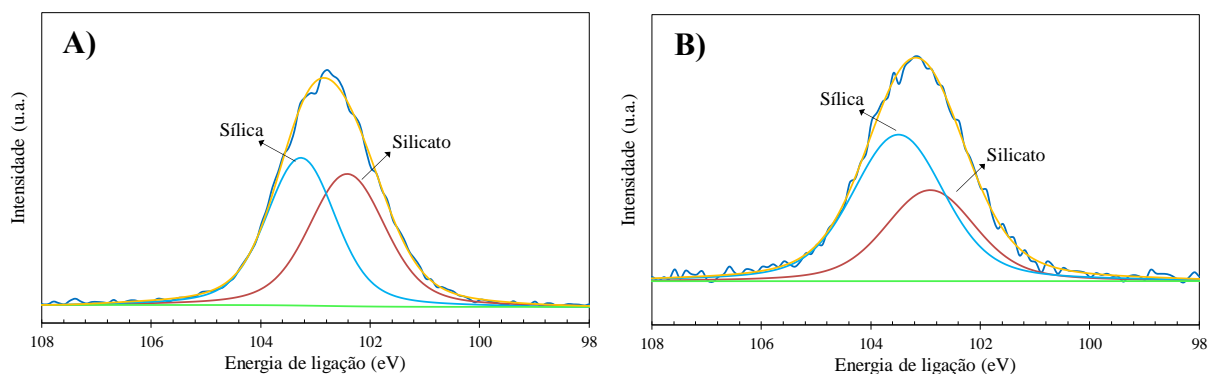 A)
Sílica
Silicato
Intensidade (u.a.)
108 106 104 102 100 98
Energia de ligação (eV)
B)
Sílica
Silicato
Intensidade (u.a.)
108 106 104 102 100 98
Energia de ligação (eV)